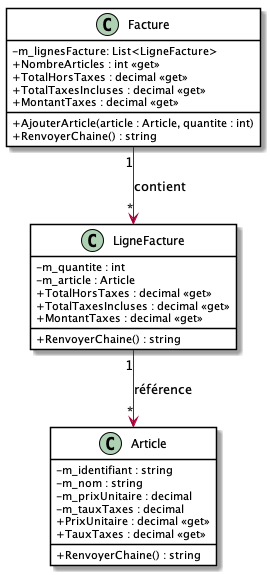 C Facture
-m_lignesFacture: List<LigneFacture>
+NombreArticles : int «get»
+TotalHorsTaxes : decimal «get»
+TotalTaxesIncluses : decimal «get»
+MontantTaxes : decimal «get»
+AjouterArticle(article : Article, quantite : int)
+RenvoyerChaine() : string
1
contient
*
C LigneFacture
-m_quantite : int
-m_article : Article
+TotalHorsTaxes : decimal «get»
+TotalTaxesIncluses : decimal «get»
+MontantTaxes : decimal «get»
+RenvoyerChaine() : string
1
référence
*
C Article
-m_identifiant : string
-m_nom : string
-m_prixUnitaire : decimal
-m_tauxTaxes : decimal
+PrixUnitaire : decimal «get»
+TauxTaxes : decimal «get»
+RenvoyerChaine() : string